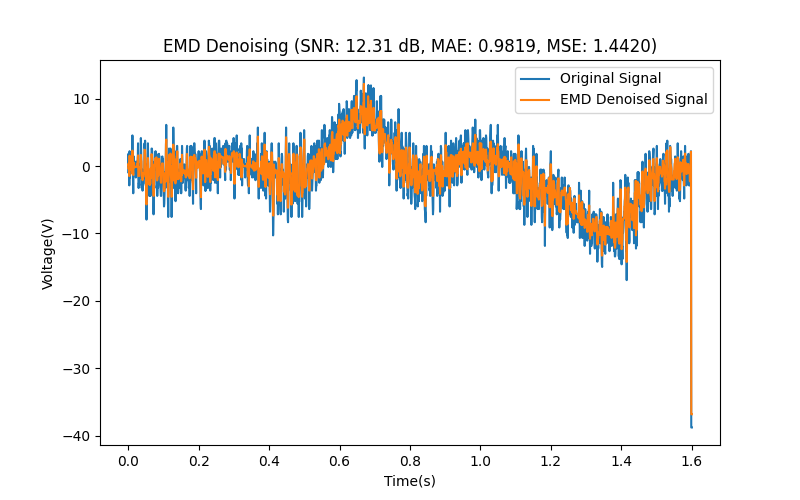 EMD Denoising (SNR: 12.31 dB, MAE: 0.9819, MSE: 1.4420)
Original Signal
EMD Denoised Signal
10
0
−10
−20
−30
−40
Voltage(V)
0.0 0.2 0.4 0.6 0.8 1.0 1.2 1.4 1.6
Time(s)